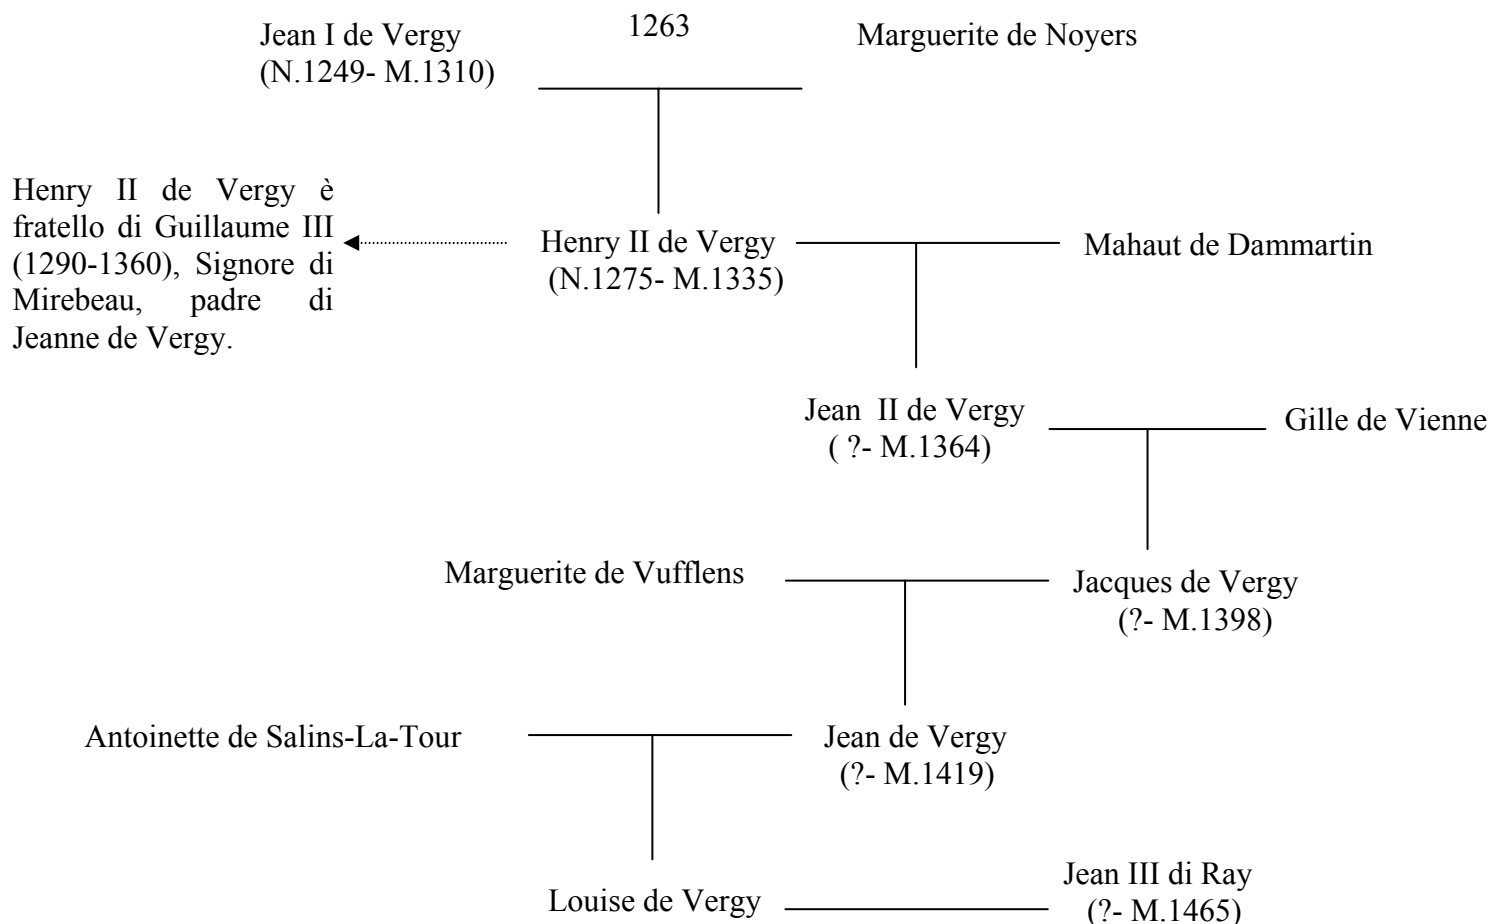 Jean I de Vergy
(N.1249- M.1310)
1263
Marguerite de Noyers
Henry II de Vergy è
fratello di Guillaume III
(1290-1360), Signore di
Mirebeau, padre di
Jeanne de Vergy.
Henry II de Vergy
(N.1275- M.1335)
Mahaut de Dammartin
Jean II de Vergy
( ?- M.1364)
Gille de Vienne
Marguerite de Vufflens
Jacques de Vergy
(?- M.1398)
Antoinette de Salins-La-Tour
Jean de Vergy
(?- M.1419)
Louise de Vergy
Jean III di Ray
(?- M.1465)